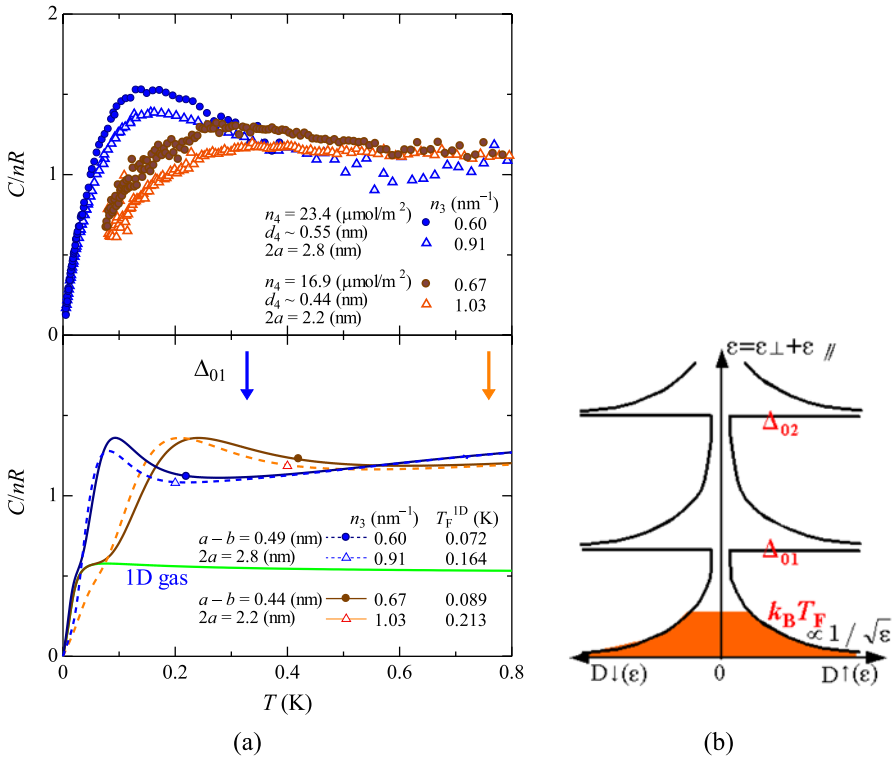 2
C/nR
1
n₄ = 23.4 (μmol/m²)
d₄ ~ 0.55 (nm)
2a = 2.8 (nm)
n₃ (nm⁻¹)
0.60
0.91
n₄ = 16.9 (μmol/m²)
d₄ ~ 0.44 (nm)
2a = 2.2 (nm)
0.67
1.03
0
Δ₀₁
C/nR
1
1D gas
n₃ (nm⁻¹) T_F¹ᴰ (K)
a – b = 0.49 (nm) 0.60 0.072
2a = 2.8 (nm) 0.91 0.164
a – b = 0.44 (nm) 0.67 0.089
2a = 2.2 (nm) 1.03 0.213
0
0 0.2 0.4 0.6 0.8
T (K)
(a)
ε=ε⊥+ε //
Δ₀₂
Δ₀₁
k_BT_F
∝1/√ε
D↓(ε) 0 D↑(ε)
(b)